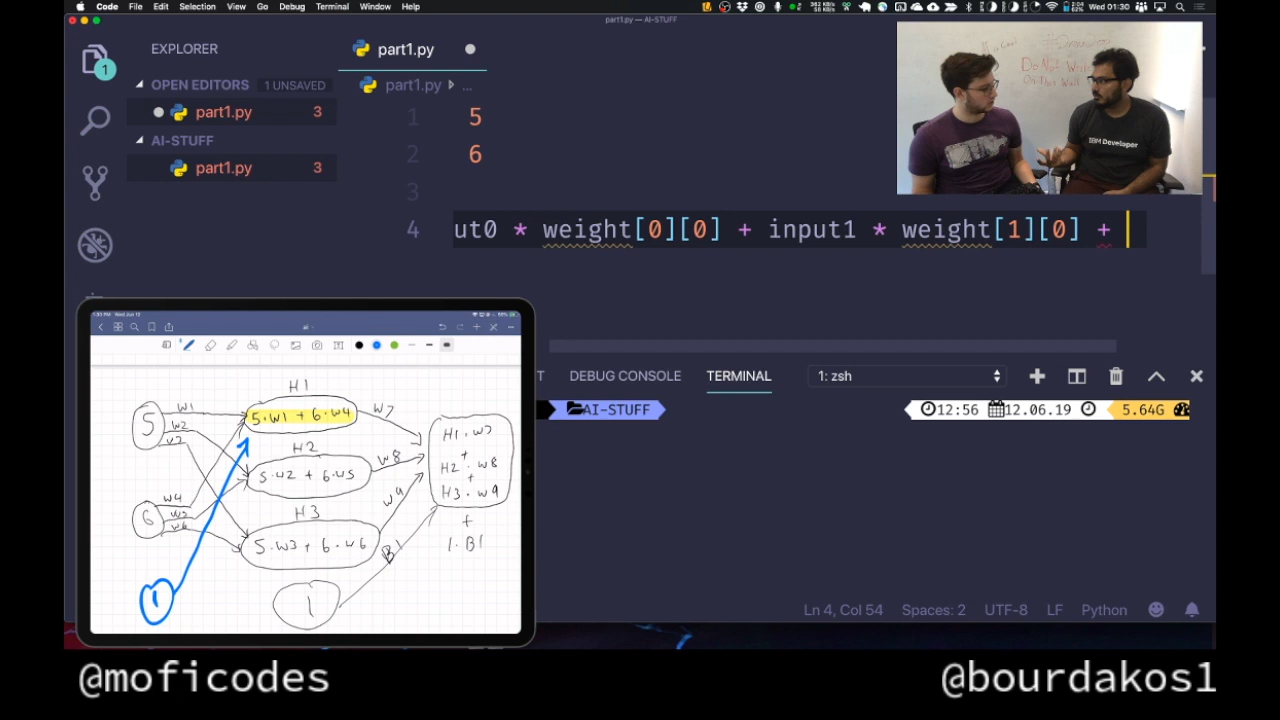 Code File Edit Selection View Go Debug Terminal Window Help
Wed 01:30
part1.py — AI-STUFF
EXPLORER
OPEN EDITORS 1 UNSAVED
part1.py 3
AI-STUFF
part1.py 3
1
part1.py
part1.py ...
1 5
2 6
3
4 ut0 * weight[0][0] + input1 * weight[1][0] +
Do Not
IBM Developer
T DEBUG CONSOLE TERMINAL 1: zsh
AI-STUFF 12:56 12.06.19 5.64G
H1
5 w1 5.w1 + 6.w4 w7
w2
w3
H2
5.w2 + 6.w5 w8
w4
6 w5
w6
H3
5.w3 + 6.w6 w9
H1.w7
+
H2.w8
+
H3.w9
+
1.B1
1
1 B1
Ln 4, Col 54 Spaces: 2 UTF-8 LF Python
@moficodes
@bourdakos1